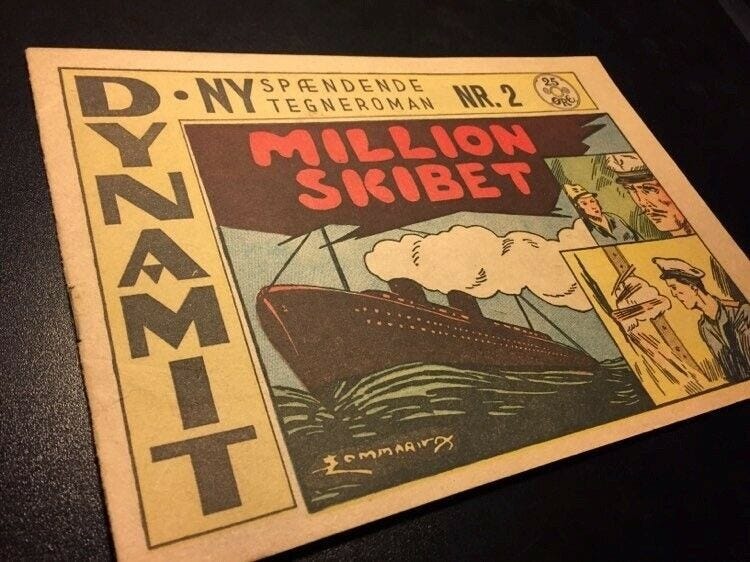 DYNAMIT
• NY SPÆNDENDE
TEGNEROMAN
NR. 2
25
ØRE
MILLION
SKIBET